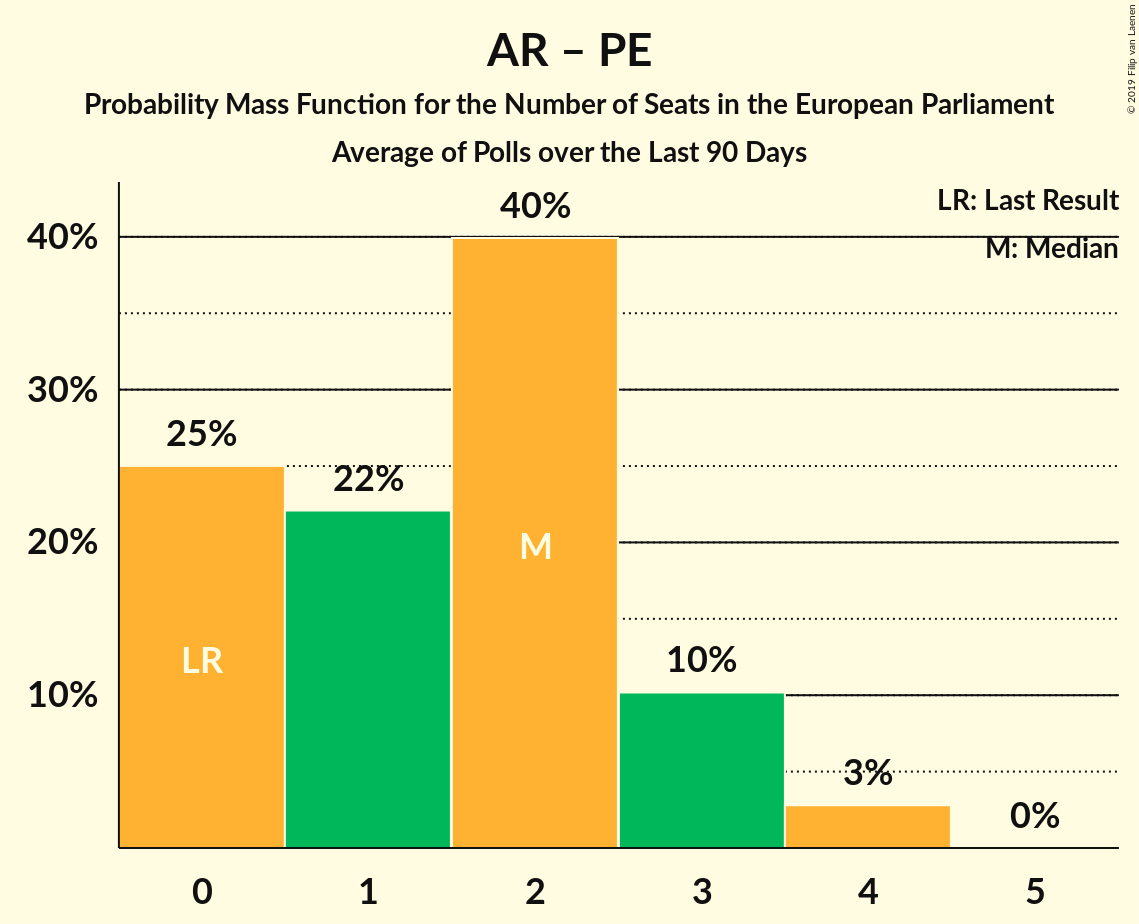 AR – PE
Probability Mass Function for the Number of Seats in the European Parliament
Average of Polls over the Last 90 Days
© 2019 Filip van Laenen
LR: Last Result
M: Median
40%
30%
20%
10%
25%
22%
40%
10%
3%
0%
LR
M
0 1 2 3 4 5